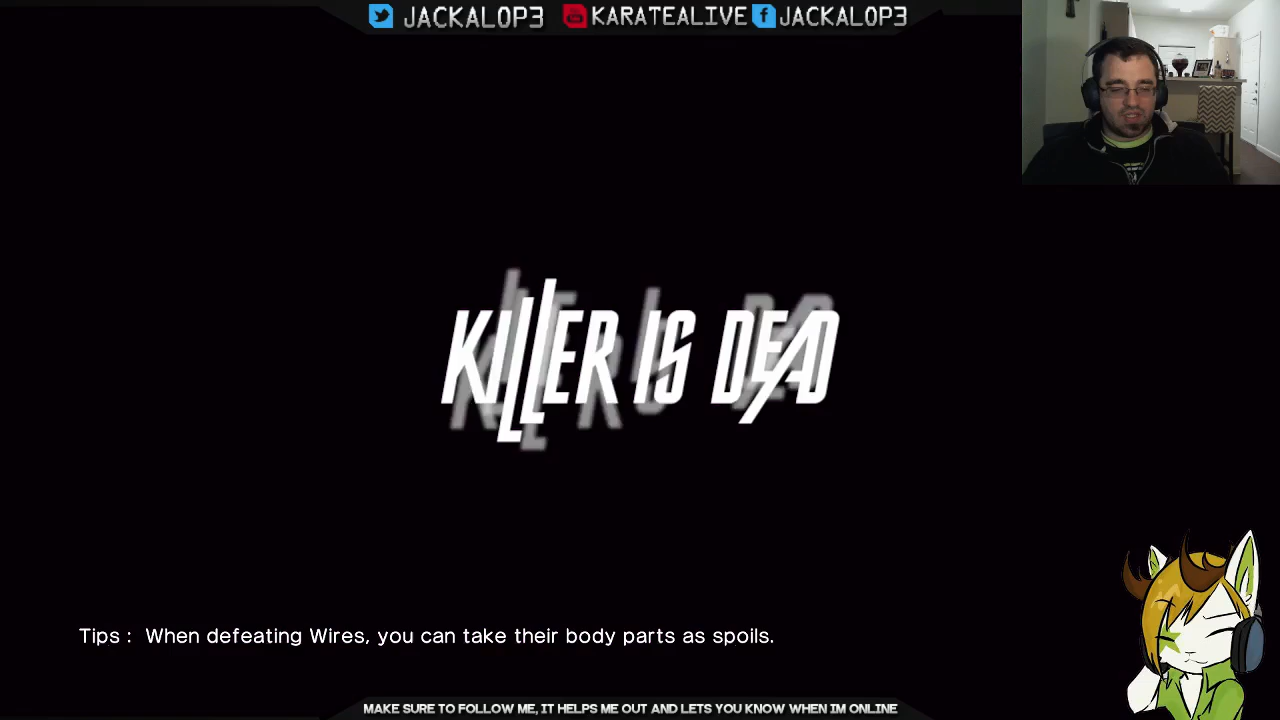 JACKALOP3 KARATEALIVE JACKALOP3
KILLER IS DEAD
Tips : When defeating Wires, you can take their body parts as spoils.
MAKE SURE TO FOLLOW ME, IT HELPS ME OUT AND LETS YOU KNOW WHEN IM ONLINE